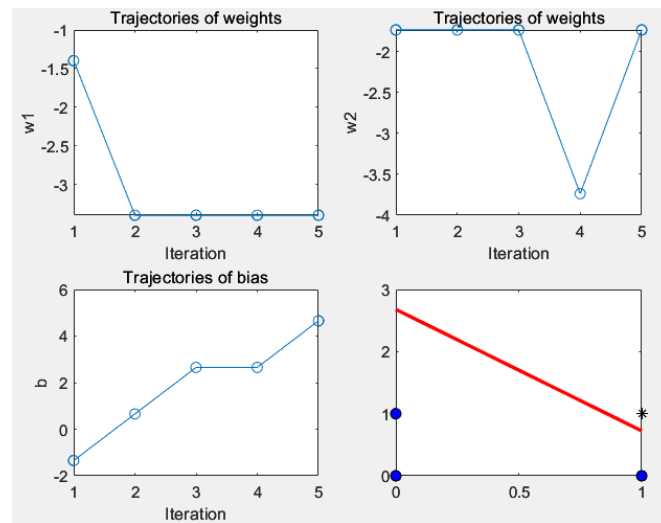 Trajectories of weights
-1
-1.5
-2
-2.5
-3
w1
1 2 3 4 5
Iteration
Trajectories of weights
-2
-2.5
-3
-3.5
-4
w2
1 2 3 4 5
Iteration
Trajectories of bias
6
4
2
0
-2
b
1 2 3 4 5
Iteration
3
2
1
0
0 0.5 1